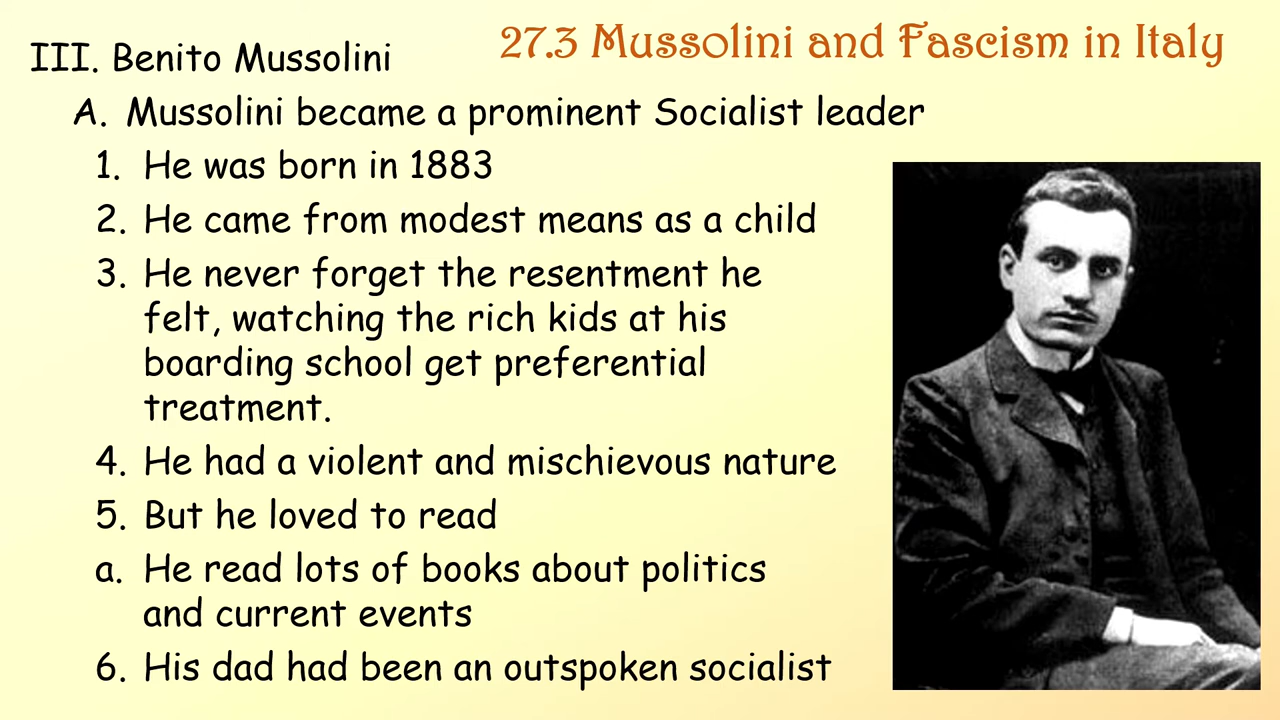 27.3 Mussolini and Fascism in Italy
III. Benito Mussolini
A. Mussolini became a prominent Socialist leader
1. He was born in 1883
2. He came from modest means as a child
3. He never forget the resentment he
felt, watching the rich kids at his
boarding school get preferential
treatment.
4. He had a violent and mischievous nature
5. But he loved to read
a. He read lots of books about politics
and current events
6. His dad had been an outspoken socialist